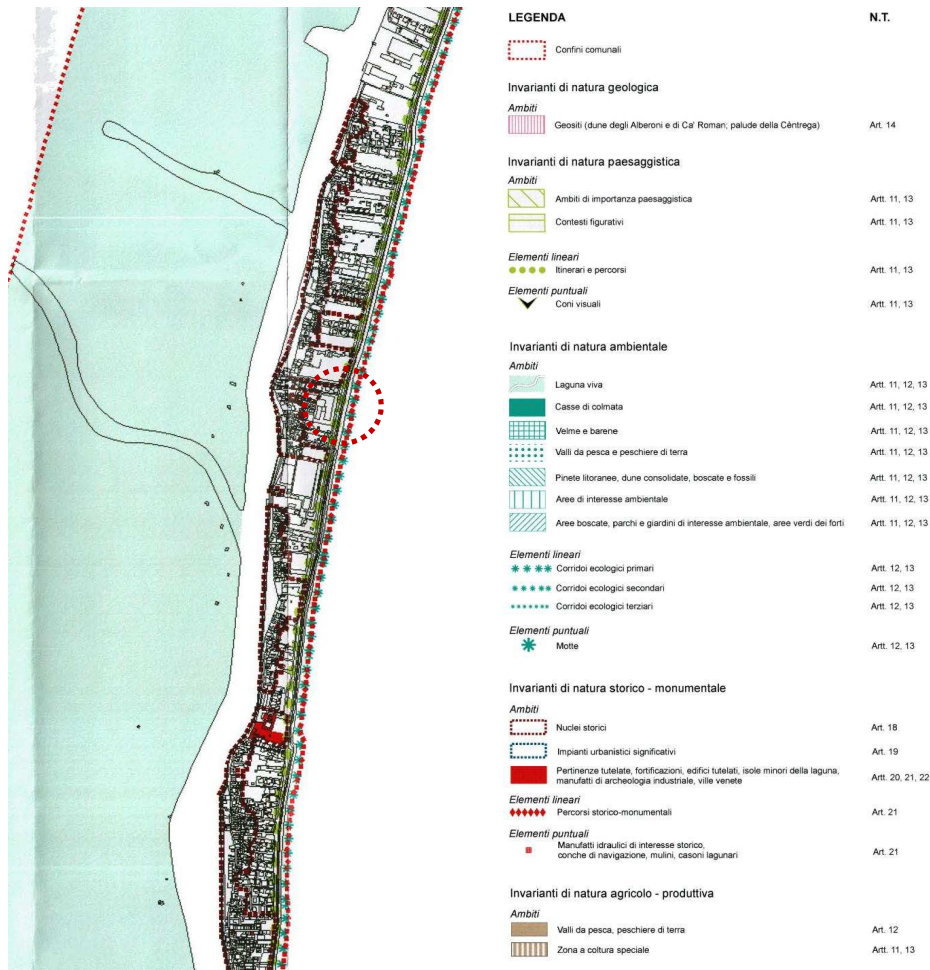 LEGENDA N.T.
Confini comunali
Invarianti di natura geologica
Ambiti
Geositi (dune degli Alberoni e di Ca' Roman; palude della Cèntrega) Art. 14
Invarianti di natura paesaggistica
Ambiti
Ambiti di importanza paesaggistica Artt. 11, 13
Contesti figurativi Artt. 11, 13
Elementi lineari
Itinerari e percorsi Artt. 11, 13
Elementi puntuali
Coni visuali Artt. 11, 13
Invarianti di natura ambientale
Ambiti
Laguna viva Artt. 11, 12, 13
Casse di colmata Artt. 11, 12, 13
Velme e barene Artt. 11, 12, 13
Valli da pesca e peschiere di terra Artt. 11, 12, 13
Pinete litoranee, dune consolidate, boscate e fossili Artt. 11, 12, 13
Aree di interesse ambientale Artt. 11, 12, 13
Aree boscate, parchi e giardini di interesse ambientale, aree verdi dei forti Artt. 11, 12, 13
Elementi lineari
Corridoi ecologici primari Artt. 12, 13
Corridoi ecologici secondari Artt. 12, 13
Corridoi ecologici terziari Artt. 12, 13
Elementi puntuali
Motte Artt. 12, 13
Invarianti di natura storico - monumentale
Ambiti
Nuclei storici Art. 18
Impianti urbanistici significativi Art. 19
Pertinenze tutelate, fortificazioni, edifici tutelati, isole minori della laguna,
manufatti di archeologia industriale, ville venete Artt. 20, 21, 22
Elementi lineari
Percorsi storico-monumentali Art. 21
Elementi puntuali
Manufatti idraulici di interesse storico,
conche di navigazione, mulini, casoni lagunari Art. 21
Invarianti di natura agricolo - produttiva
Ambiti
Valli da pesca, peschiere di terra Art. 12
Zona a coltura speciale Artt. 11, 13